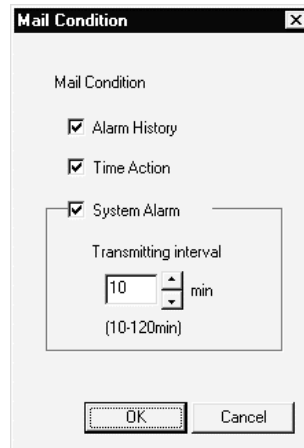 Mail Condition
Mail Condition
Alarm History
Time Action
System Alarm
Transmitting interval
10 min
(10-120min)
OK Cancel